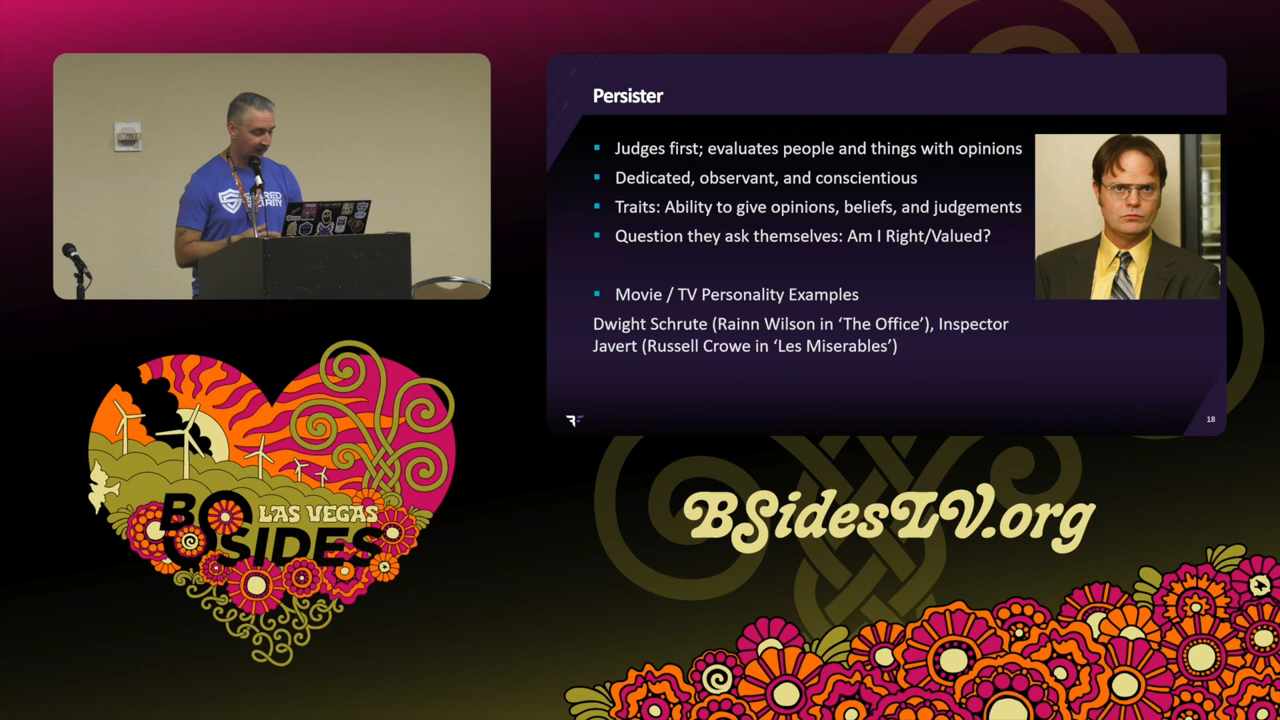 Persister
Judges first; evaluates people and things with opinions
Dedicated, observant, and conscientious
Traits: Ability to give opinions, beliefs, and judgements
Question they ask themselves: Am I Right/Valued?
Movie / TV Personality Examples
Dwight Schrute (Rainn Wilson in ‘The Office’), Inspector
Javert (Russell Crowe in ‘Les Miserables’)
18
LAS VEGAS
BSIDES
BSidesLV.org